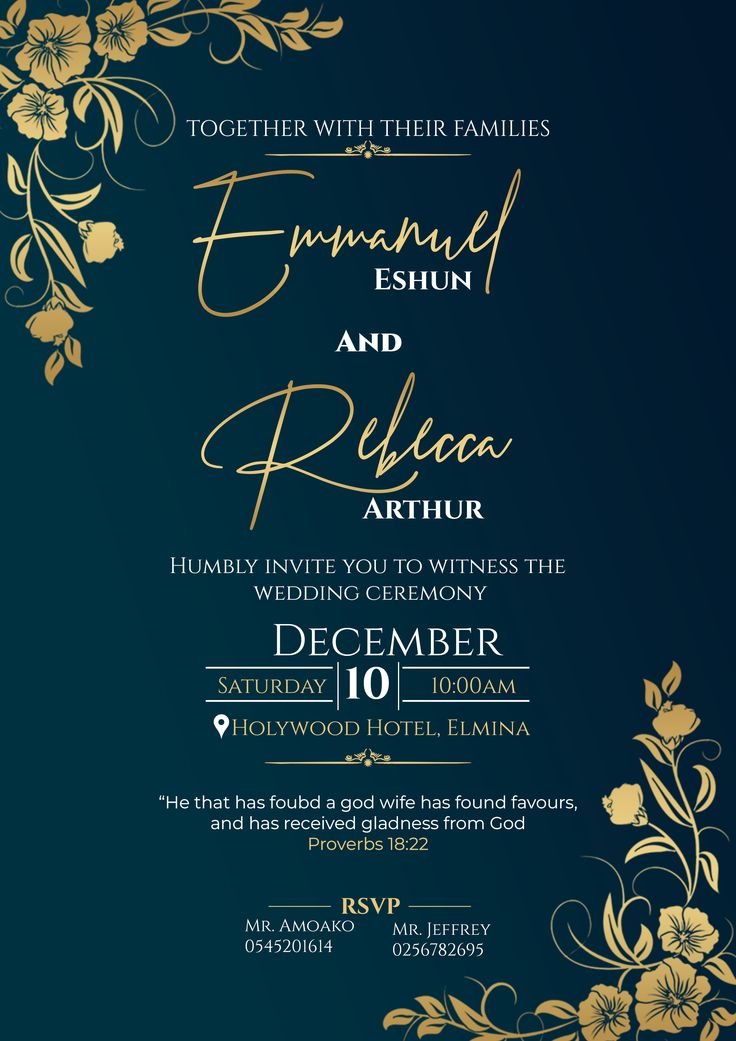 TOGETHER WITH THEIR FAMILIES
Emmanuel
ESHUN
AND
Rebecca
ARTHUR
HUMBLY INVITE YOU TO WITNESS THE
WEDDING CEREMONY
DECEMBER
SATURDAY 10 10:00AM
HOLYWOOD HOTEL, ELMINA
“He that has foubd a god wife has found favours,
and has received gladness from God
Proverbs 18:22
RSVP
MR. AMOAKO MR. JEFFREY
0545201614 0256782695